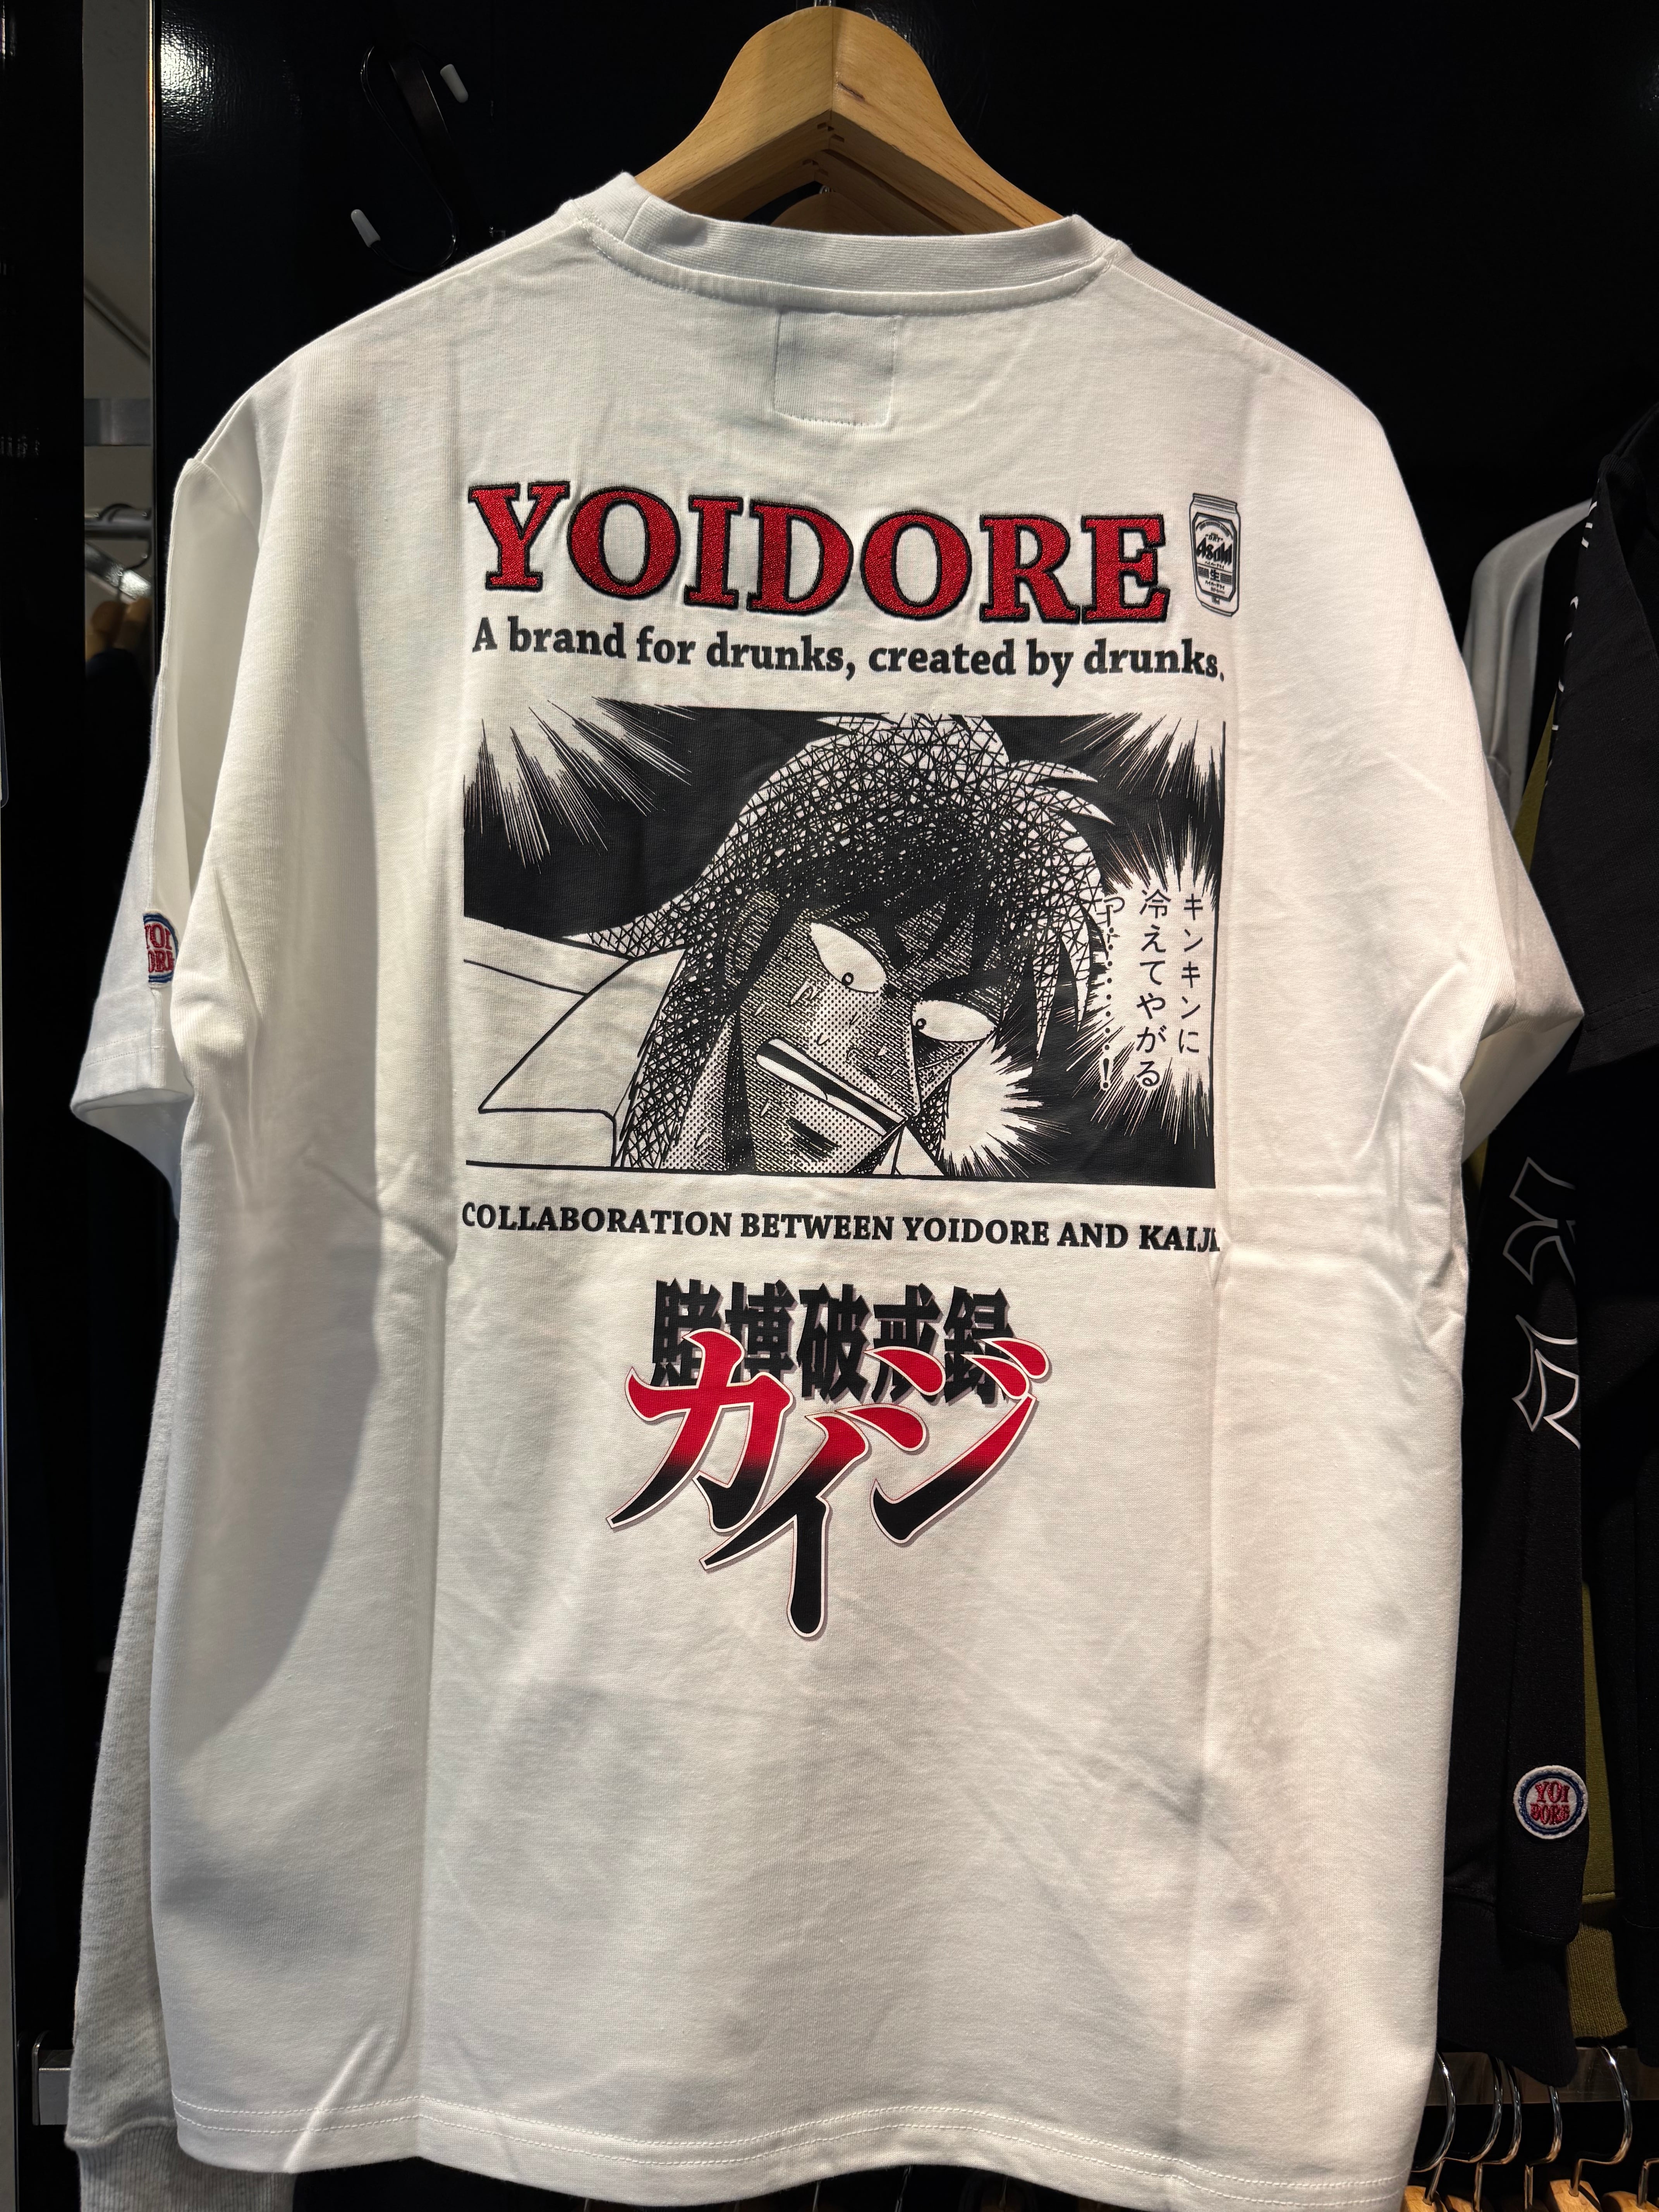 YOIDORE
Asahi
生
A brand for drunks, created by drunks.
キンキンに
冷えてやがる
っ…………!
COLLABORATION BETWEEN YOIDORE AND KAIJI.
賭博破戒録
カイジ
YOI
DORE
YOI
DORE